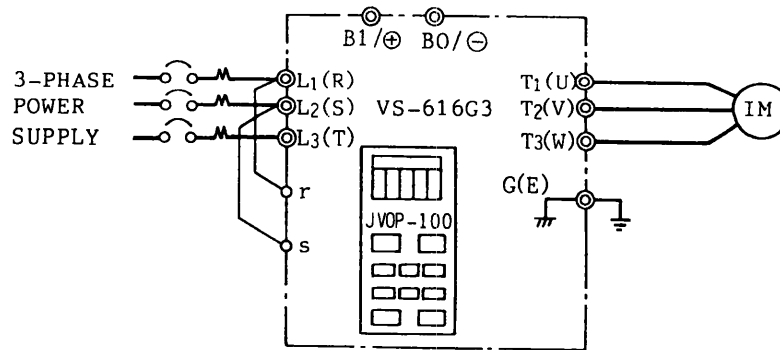 B1/⊕ B0/⊖
3-PHASE
POWER
SUPPLY
L1(R)
L2(S)
L3(T)
VS-616G3
T1(U)
T2(V)
T3(W)
IM
G(E)
r
s
JVOP-100